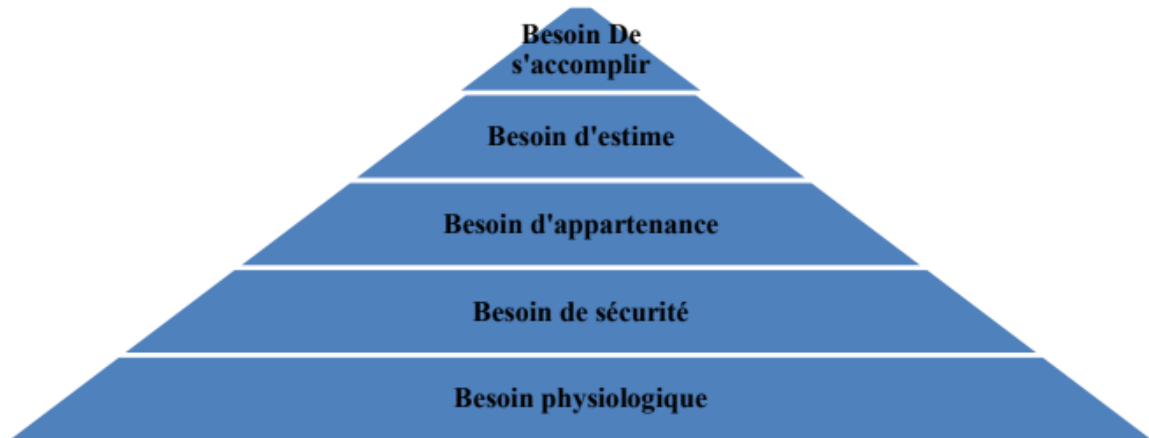 Besoin De
s'accomplir
Besoin d'estime
Besoin d'appartenance
Besoin de sécurité
Besoin physiologique